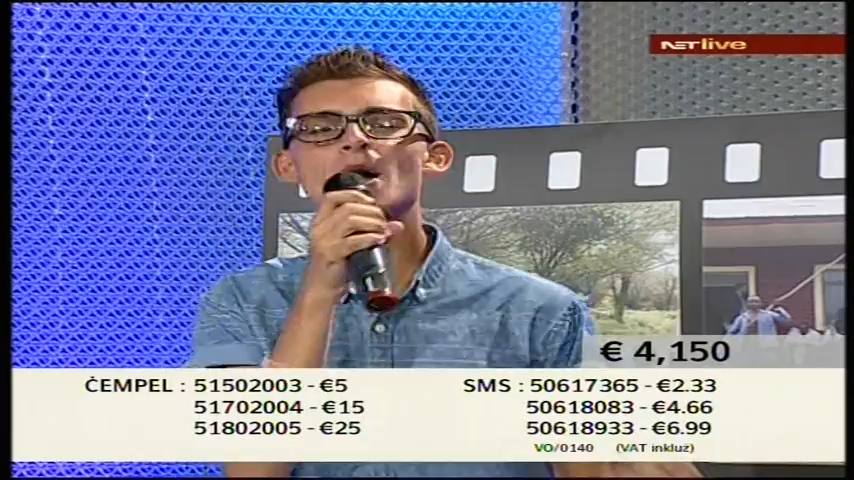 NETlive
€ 4,150
ĊEMPEL : 51502003 - €5
51702004 - €15
51802005 - €25
SMS : 50617365 - €2.33
50618083 - €4.66
50618933 - €6.99
VO/0140 (VAT inkluż)